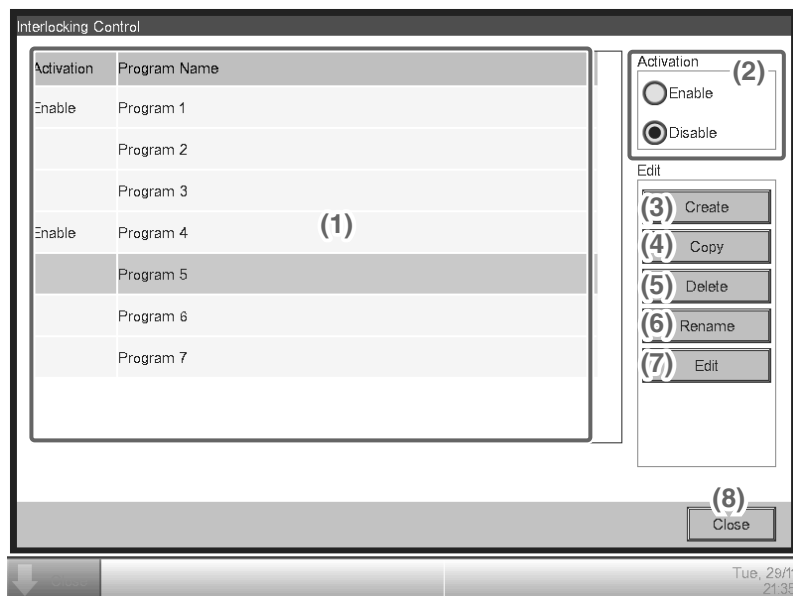 Interlocking Control
Activation Program Name
Enable Program 1
Program 2
Program 3
Enable Program 4
Program 5
Program 6
Program 7
(1)
Activation
(2)
Enable
Disable
Edit
(3) Create
(4) Copy
(5) Delete
(6) Rename
(7) Edit
(8)
Close
Tue, 29/1
21:35